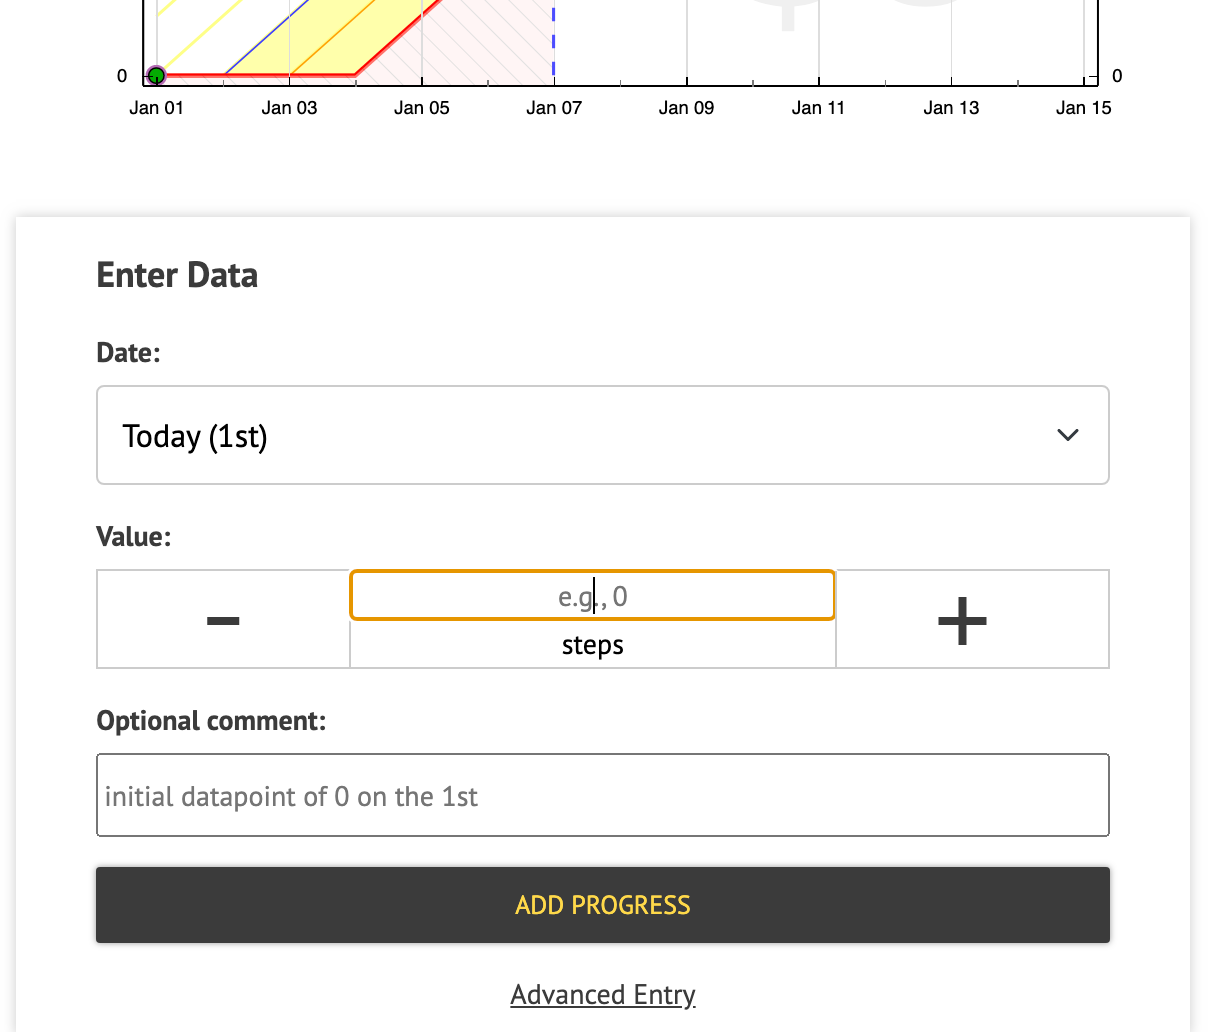 0 0
Jan 01 Jan 03 Jan 05 Jan 07 Jan 09 Jan 11 Jan 13 Jan 15
Enter Data
Date:
Today (1st)
Value:
e.g., 0
steps
Optional comment:
initial datapoint of 0 on the 1st
ADD PROGRESS
Advanced Entry